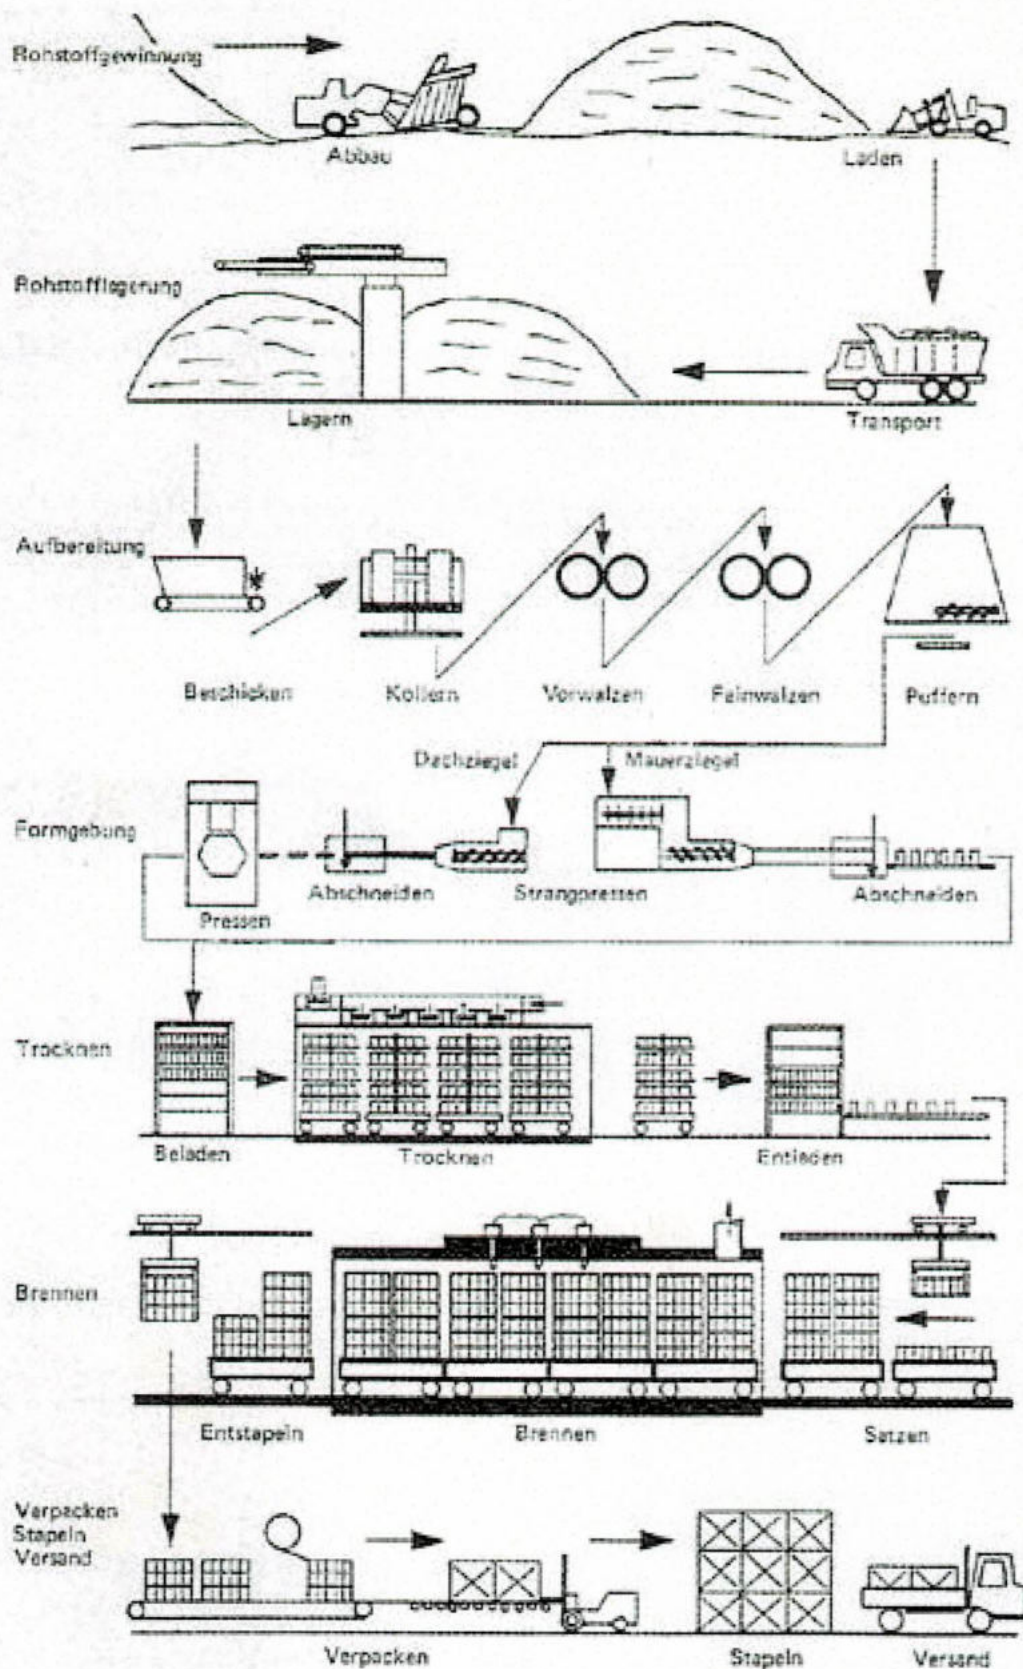 Rohstoffgewinnung
Abbau
Laden
Rohstofflagerung
Lagern
Transport
Aufbereitung
Beschicken
Kollern
Vorwalzen
Feinwalzen
Puffern
Dachziegel
Mauerziegel
Formgebung
Pressen
Abschneiden
Strangpressen
Abschneiden
Trocknen
Beladen
Trocknen
Entladen
Brennen
Entstapeln
Brennen
Setzen
Verpacken
Stapeln
Versand
Verpacken
Stapeln
Versand